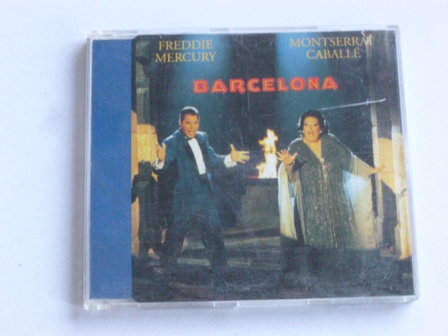 FREDDIE
MERCURY
MONTSERRAT
CABALLÉ
BARCELONA